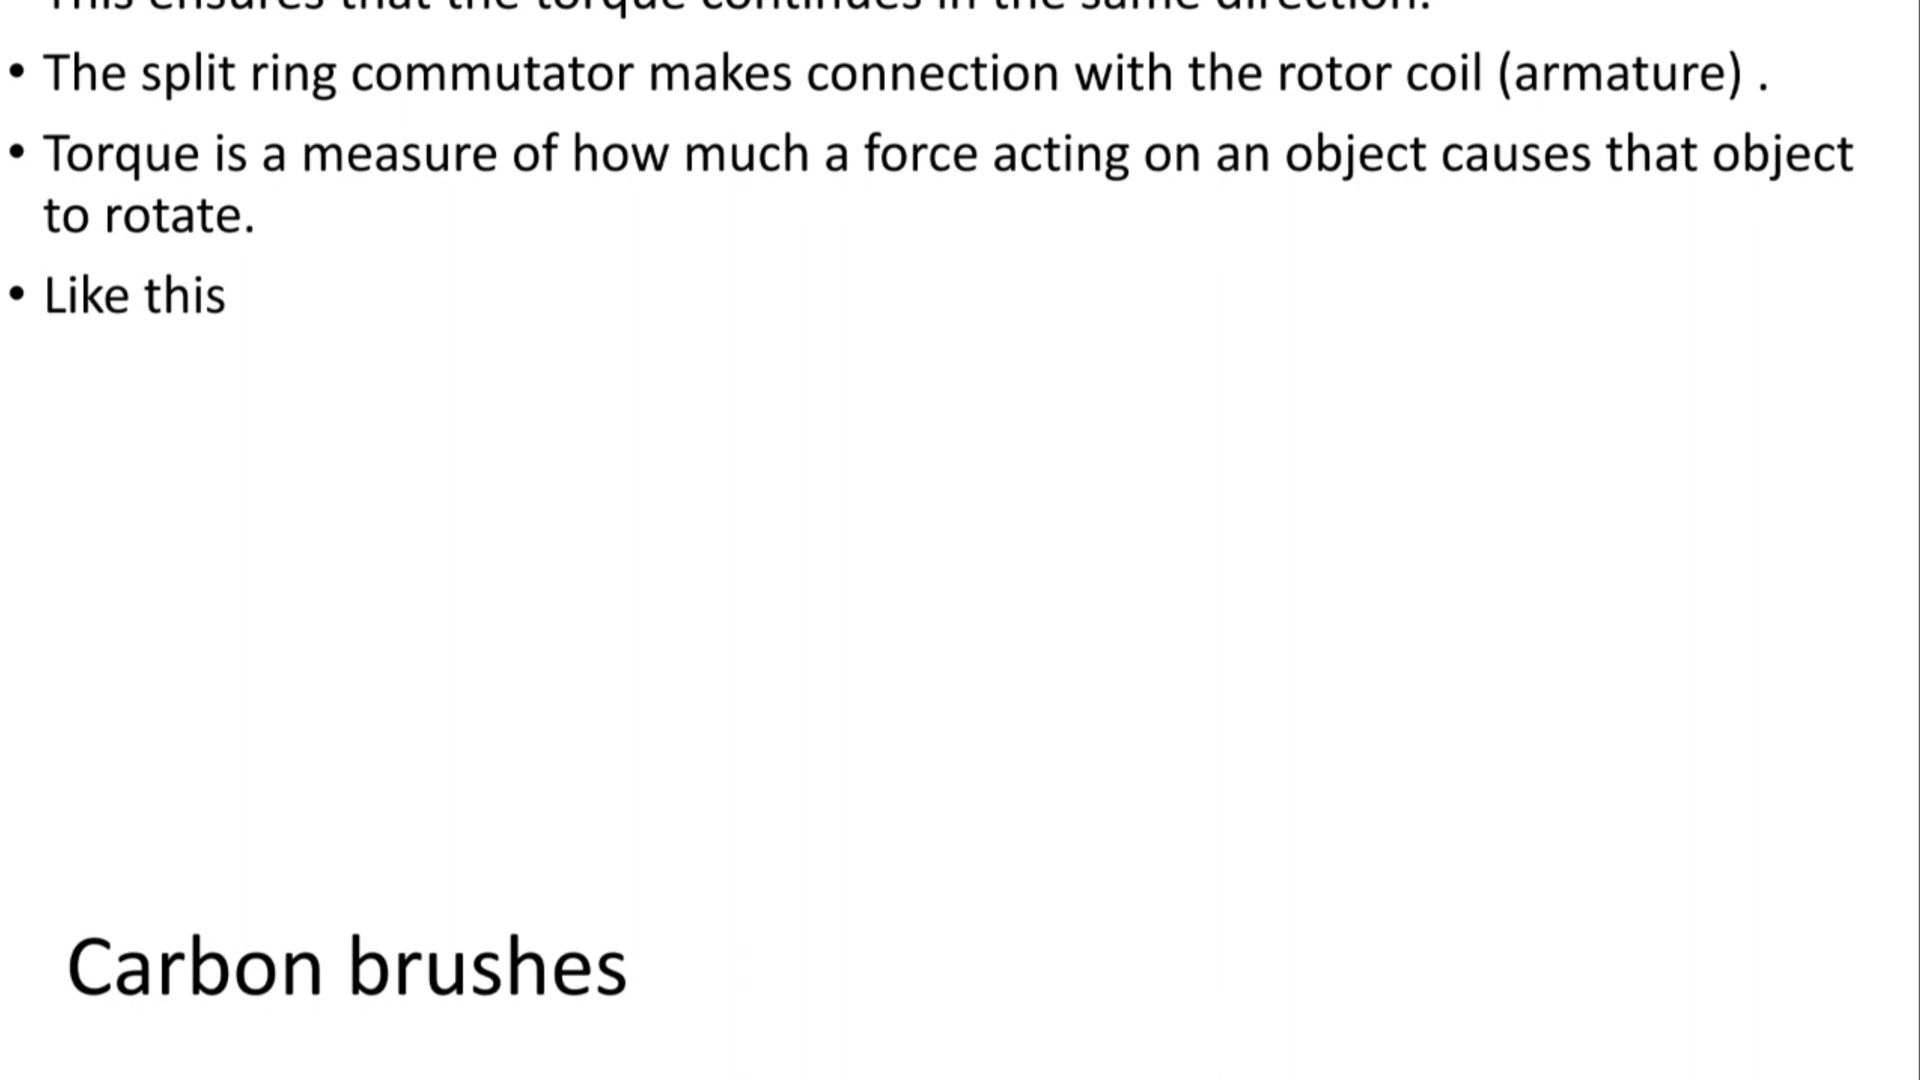 This ensures that the torque continues in the same direction.
• The split ring commutator makes connection with the rotor coil (armature) .
• Torque is a measure of how much a force acting on an object causes that object
to rotate.
• Like this
Carbon brushes